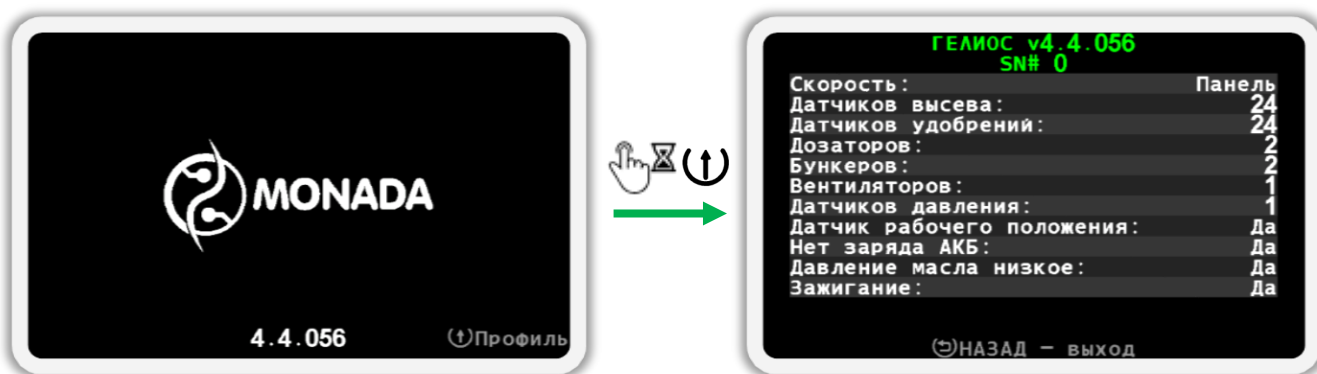 MONADA
4.4.056
Профиль
ГЕЛИОС v4.4.056
SN# 0
Скорость: Панель
Датчиков высева: 24
Датчиков удобрений: 24
Дозаторов: 2
Бункеров: 2
Вентиляторов: 1
Датчиков давления: 1
Датчик рабочего положения: Да
Нет заряда АКБ: Да
Давление масла низкое: Да
Зажигание: Да
НАЗАД – выход